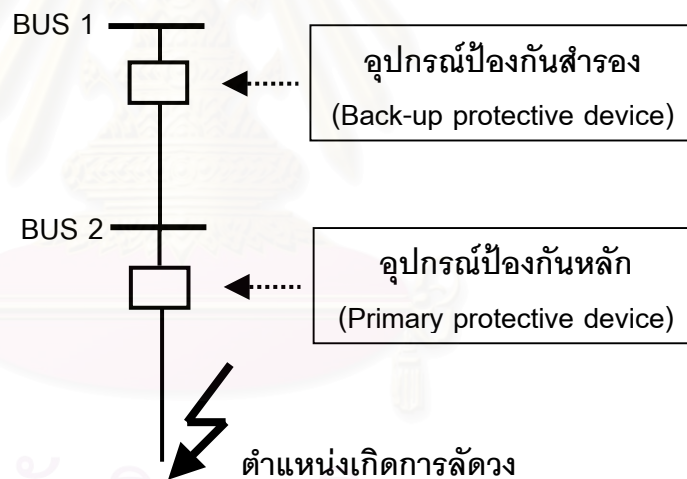 BUS 1
อุปกรณ์ป้องกันสำรอง
(Back-up protective device)
BUS 2
อุปกรณ์ป้องกันหลัก
(Primary protective device)
ตำแหน่งเกิดการลัดวง